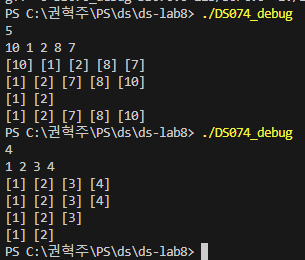 PS C:\권혁주\PS\ds\ds-lab8> ./DS074_debug
5
10 1 2 8 7
[10] [1] [2] [8] [7]
[1] [2] [7] [8] [10]
[1] [2]
[1] [2] [7] [8] [10]
PS C:\권혁주\PS\ds\ds-lab8> ./DS074_debug
4
1 2 3 4
[1] [2] [3] [4]
[1] [2] [3] [4]
[1] [2] [3]
[1] [2]
PS C:\권혁주\PS\ds\ds-lab8>